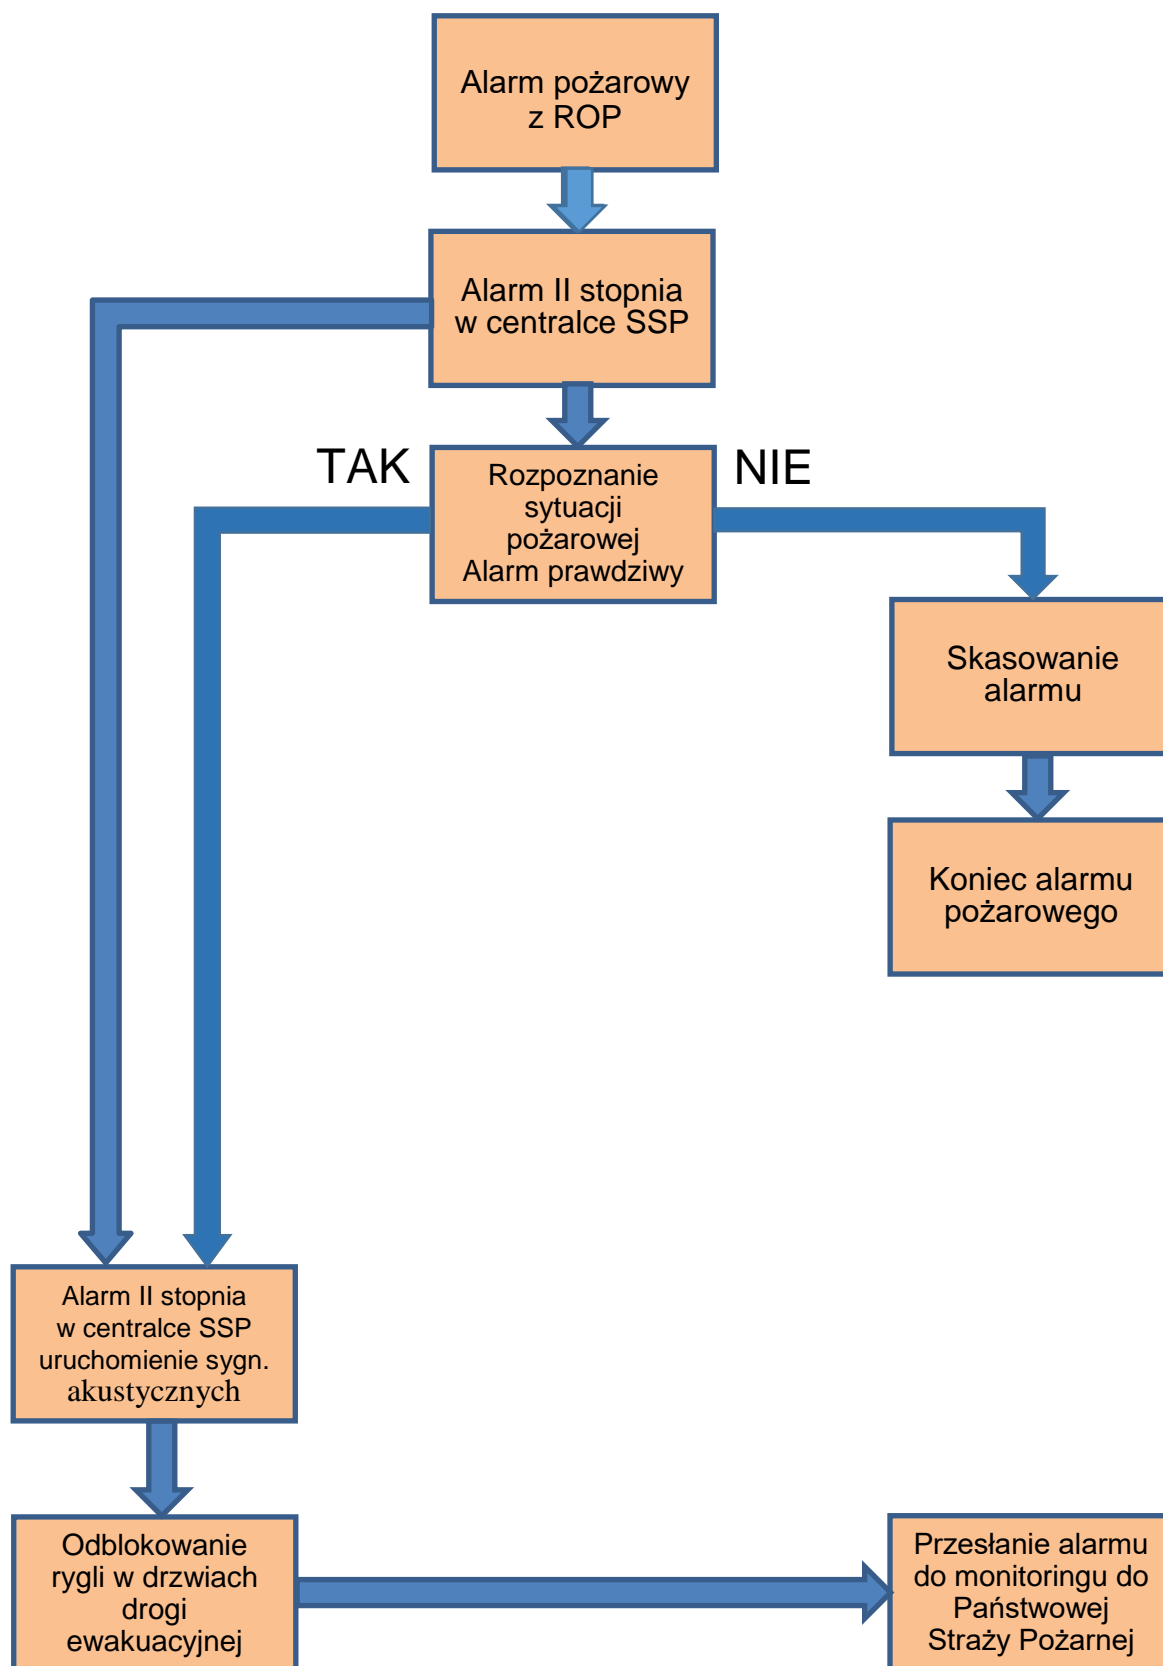 Alarm pożarowy
z ROP
Alarm II stopnia
w centralce SSP
TAK
Rozpoznanie
sytuacji
pożarowej
Alarm prawdziwy
NIE
Skasowanie
alarmu
Koniec alarmu
pożarowego
Alarm II stopnia
w centralce SSP
uruchomienie sygn.
akustycznych
Odblokowanie
rygli w drzwiach
drogi
ewakuacyjnej
Przesłanie alarmu
do monitoringu do
Państwowej
Straży Pożarnej